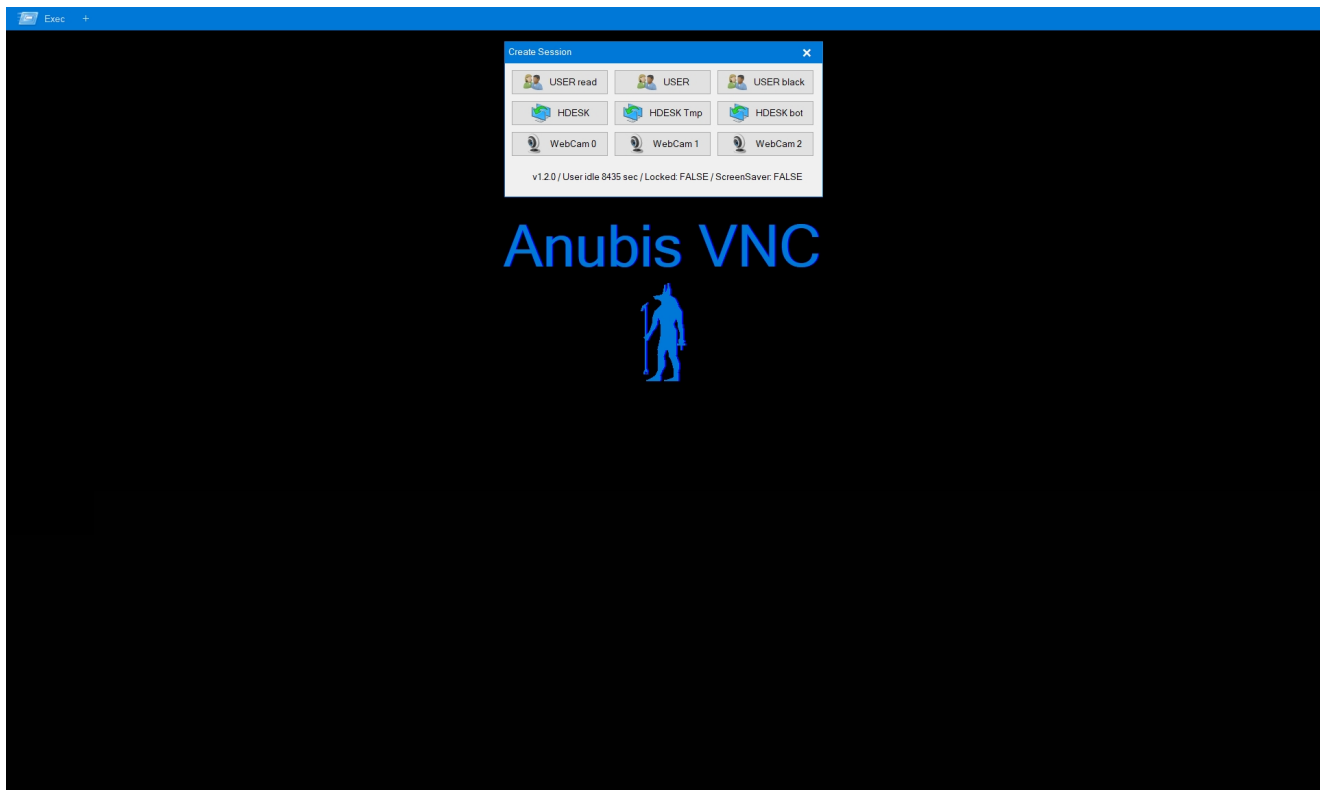 Exec +
Create Session ×
USER read USER USER black
HDESK HDESK Tmp HDESK bot
WebCam 0 WebCam 1 WebCam 2
v1.2.0 / User idle 8435 sec / Locked: FALSE / ScreenSaver: FALSE
Anubis VNC